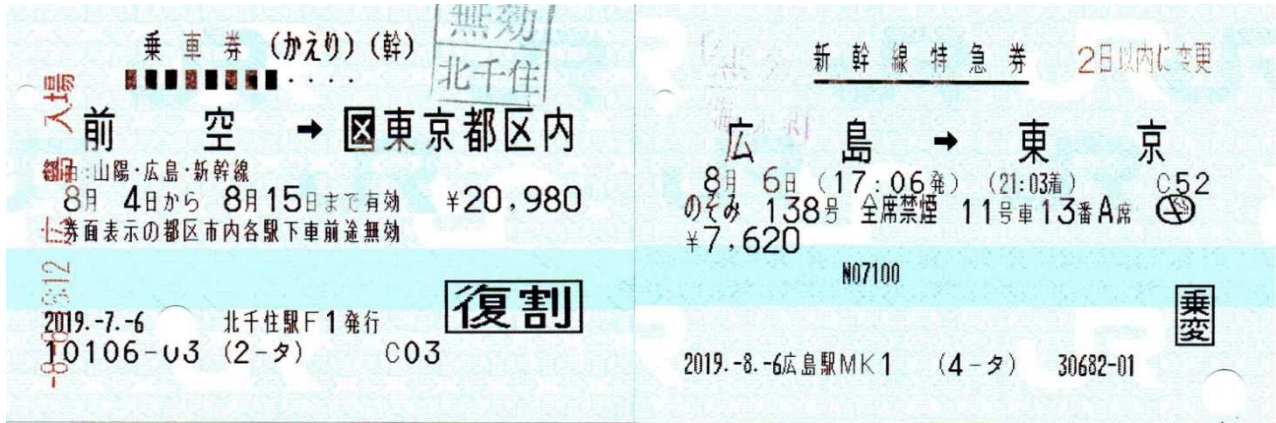 無効
北千住
乗車券 (かえり) (幹)
前空 → 区東京都区内
経由:山陽・広島・新幹線
8月 4日から 8月15日まで有効 ¥20,980
券面表示の都区市内各駅下車前途無効
復割
2019.-7.-6 北千住駅F1発行
10106-03 (2-タ) C03
入場
新幹線特急券 2日以内に変更
広島 → 東京
8月 6日 (17:06発) (21:03着) C52
のぞみ 138号 全席禁煙 11号車13番A席
¥7,620
N07100
乗変
2019.-8.-6広島駅MK1 (4-タ) 30682-01